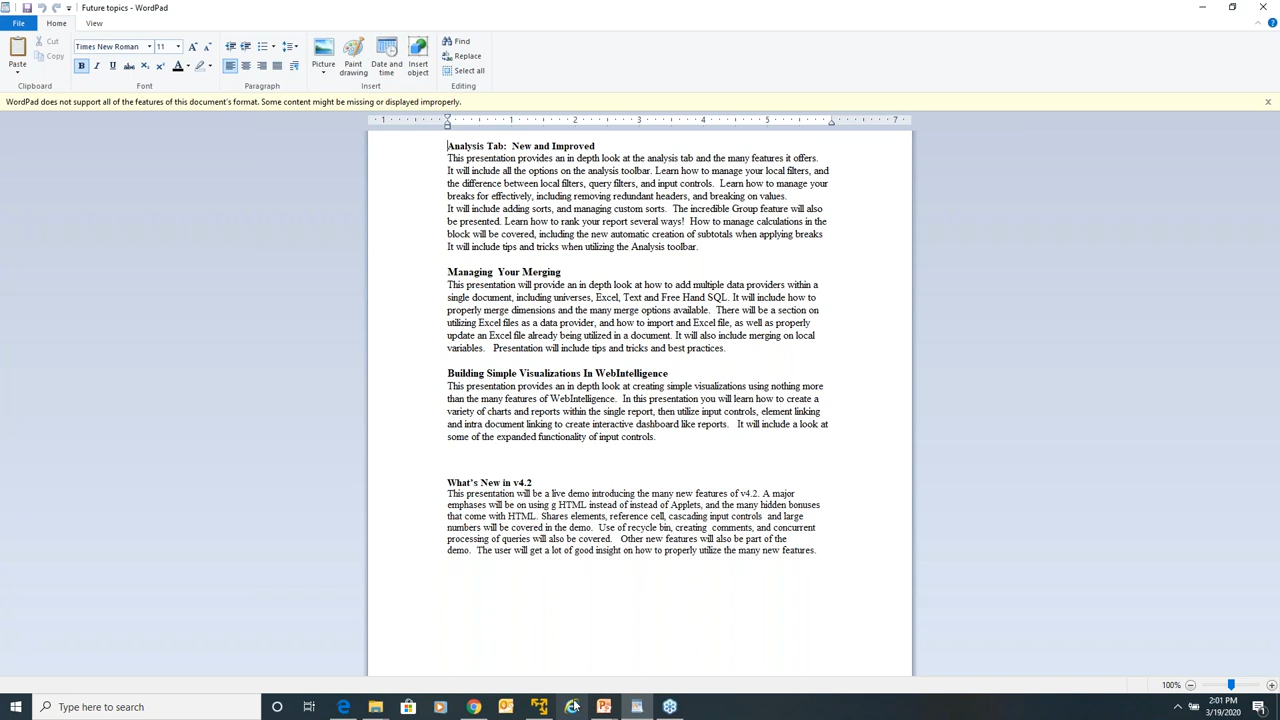 Future topics - WordPad
File
Home
View
Cut
Copy
Paste
Clipboard
Times New Roman
11
Font
Paragraph
Picture
Paint drawing
Date and time
Insert object
Insert
Find
Replace
Select all
Editing
WordPad does not support all of the features of this document's format. Some content might be missing or displayed improperly.
1 1 2 3 4 5 7
Analysis Tab: New and Improved
This presentation provides an in depth look at the analysis tab and the many features it offers.
It will include all the options on the analysis toolbar. Learn how to manage your local filters, and
the difference between local filters, query filters, and input controls. Learn how to manage your
breaks for effectively, including removing redundant headers, and breaking on values.
It will include adding sorts, and managing custom sorts. The incredible Group feature will also
be presented. Learn how to rank your report several ways! How to manage calculations in the
block will be covered, including the new automatic creation of subtotals when applying breaks
It will include tips and tricks when utilizing the Analysis toolbar.
Managing Your Merging
This presentation will provide an in depth look at how to add multiple data providers within a
single document, including universes, Excel, Text and Free Hand SQL. It will include how to
properly merge dimensions and the many merge options available. There will be a section on
utilizing Excel files as a data provider, and how to import and Excel file, as well as properly
update an Excel file already being utilized in a document. It will also include merging on local
variables. Presentation will include tips and tricks and best practices.
Building Simple Visualizations In WebIntelligence
This presentation provides an in depth look at creating simple visualizations using nothing more
than the many features of WebIntelligence. In this presentation you will learn how to create a
variety of charts and reports within the single report, then utilize input controls, element linking
and intra document linking to create interactive dashboard like reports. It will include a look at
some of the expanded functionality of input controls.
What's New in v4.2
This presentation will be a live demo introducing the many new features of v4.2. A major
emphases will be on using g HTML instead of instead of Applets, and the many hidden bonuses
that come with HTML. Shares elements, reference cell, cascading input controls and large
numbers will be covered in the demo. Use of recycle bin, creating comments, and concurrent
processing of queries will also be covered. Other new features will also be part of the
demo. The user will get a lot of good insight on how to properly utilize the many new features.
100%
Type here to search
2:01 PM
3/19/2020